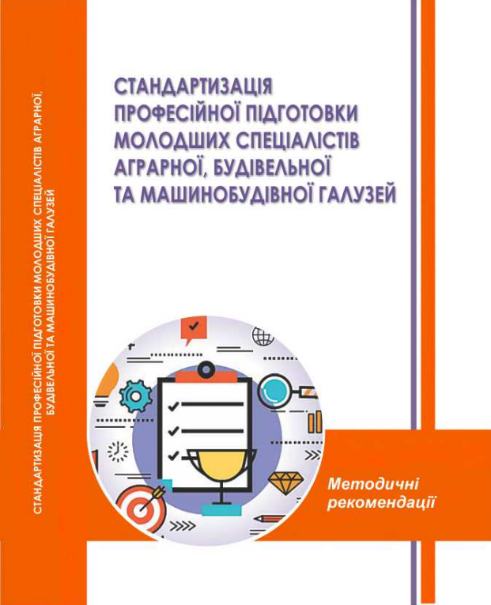 СТАНДАРТИЗАЦІЯ
ПРОФЕСІЙНОЇ ПІДГОТОВКИ
МОЛОДШИХ СПЕЦІАЛІСТІВ
АГРАРНОЇ, БУДІВЕЛЬНОЇ
ТА МАШИНОБУДІВНОЇ ГАЛУЗЕЙ
Методичні
рекомендації
СТАНДАРТИЗАЦІЯ ПРОФЕСІЙНОЇ ПІДГОТОВКИ МОЛОДШИХ СПЕЦІАЛІСТІВ АГРАРНОЇ,
БУДІВЕЛЬНОЇ ТА МАШИНОБУДІВНОЇ ГАЛУЗЕЙ